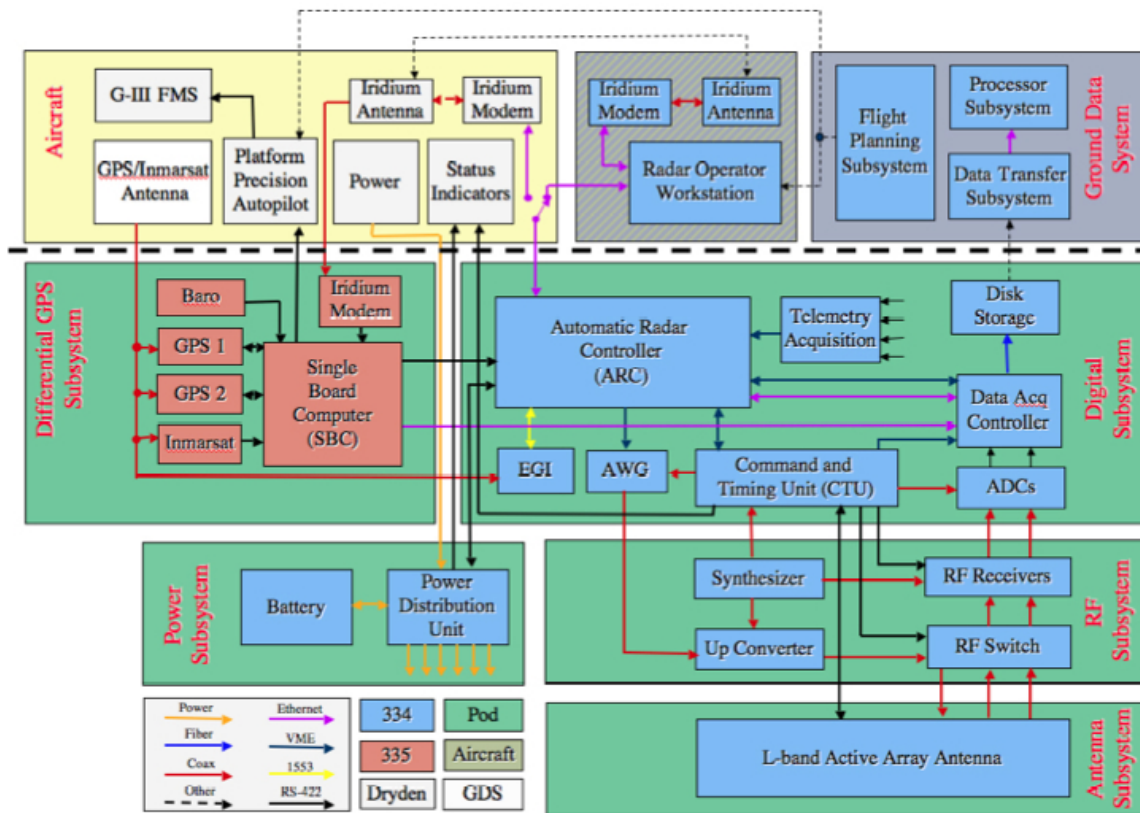 Aircraft
G-III FMS
GPS/Inmarsat
Antenna
Platform
Precision
Autopilot
Iridium
Antenna
Iridium
Modem
Power
Status
Indicators
Iridium
Modem
Iridium
Antenna
Radar Operator
Workstation
Flight
Planning
Subsystem
Processor
Subsystem
Data Transfer
Subsystem
Ground Data
System
Differential GPS
Subsystem
Baro
GPS 1
GPS 2
Inmarsat
Iridium
Modem
Single
Board
Computer
(SBC)
Automatic Radar
Controller
(ARC)
Telemetry
Acquisition
Disk
Storage
Data Acq
Controller
EGI
AWG
Command and
Timing Unit (CTU)
ADCs
Digital
Subsystem
Power
Subsystem
Battery
Power
Distribution
Unit
Synthesizer
Up Converter
RF Receivers
RF Switch
RF
Subsystem
L-band Active Array Antenna
Antenna
Subsystem
Power
Ethernet
Fiber
VME
Coax
1553
Other
RS-422
334
Pod
335
Aircraft
Dryden
GDS